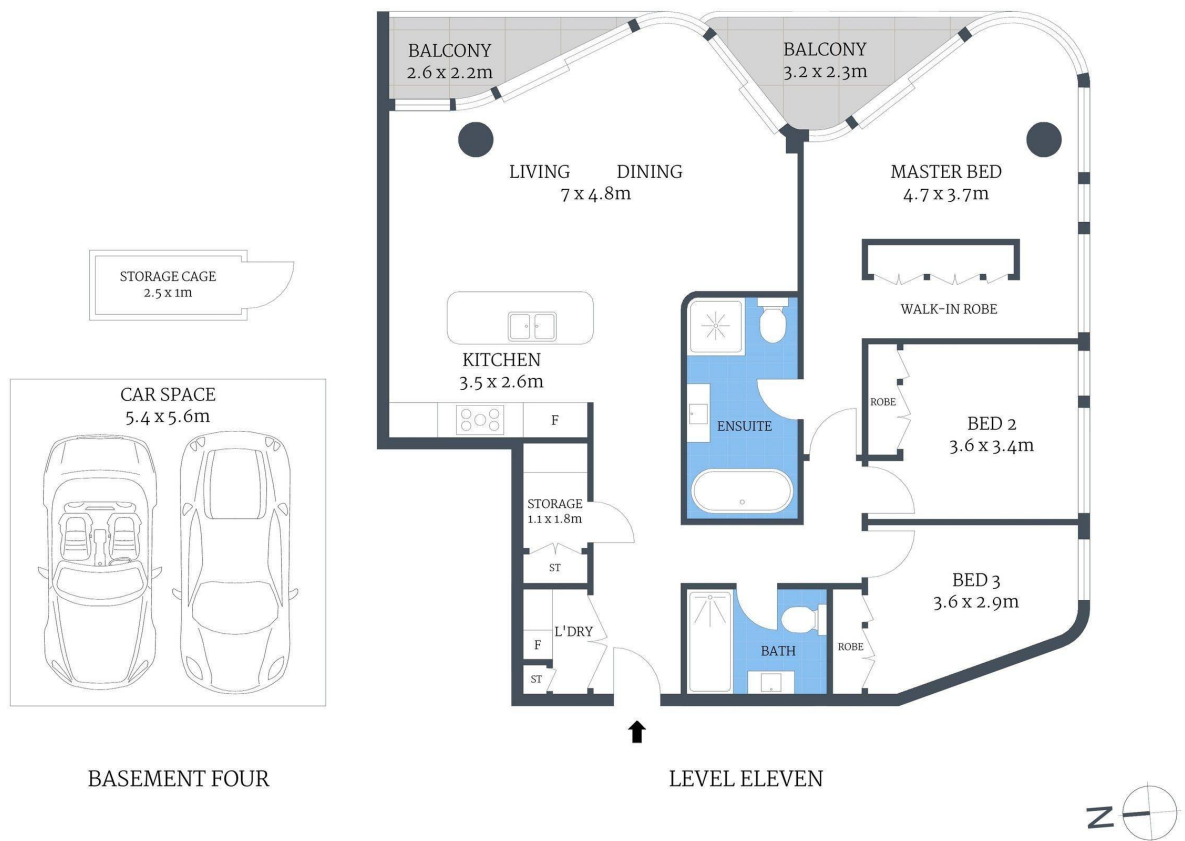 BALCONY
2.6 x 2.2m
BALCONY
3.2 x 2.3m
LIVING DINING
7 x 4.8m
MASTER BED
4.7 x 3.7m
STORAGE CAGE
2.5 x 1m
WALK-IN ROBE
KITCHEN
3.5 x 2.6m
CAR SPACE
5.4 x 5.6m
F
ENSUITE
ROBE
BED 2
3.6 x 3.4m
STORAGE
1.1 x 1.8m
ST
BED 3
3.6 x 2.9m
L'DRY
F
ST
BATH
ROBE
BASEMENT FOUR
LEVEL ELEVEN
N